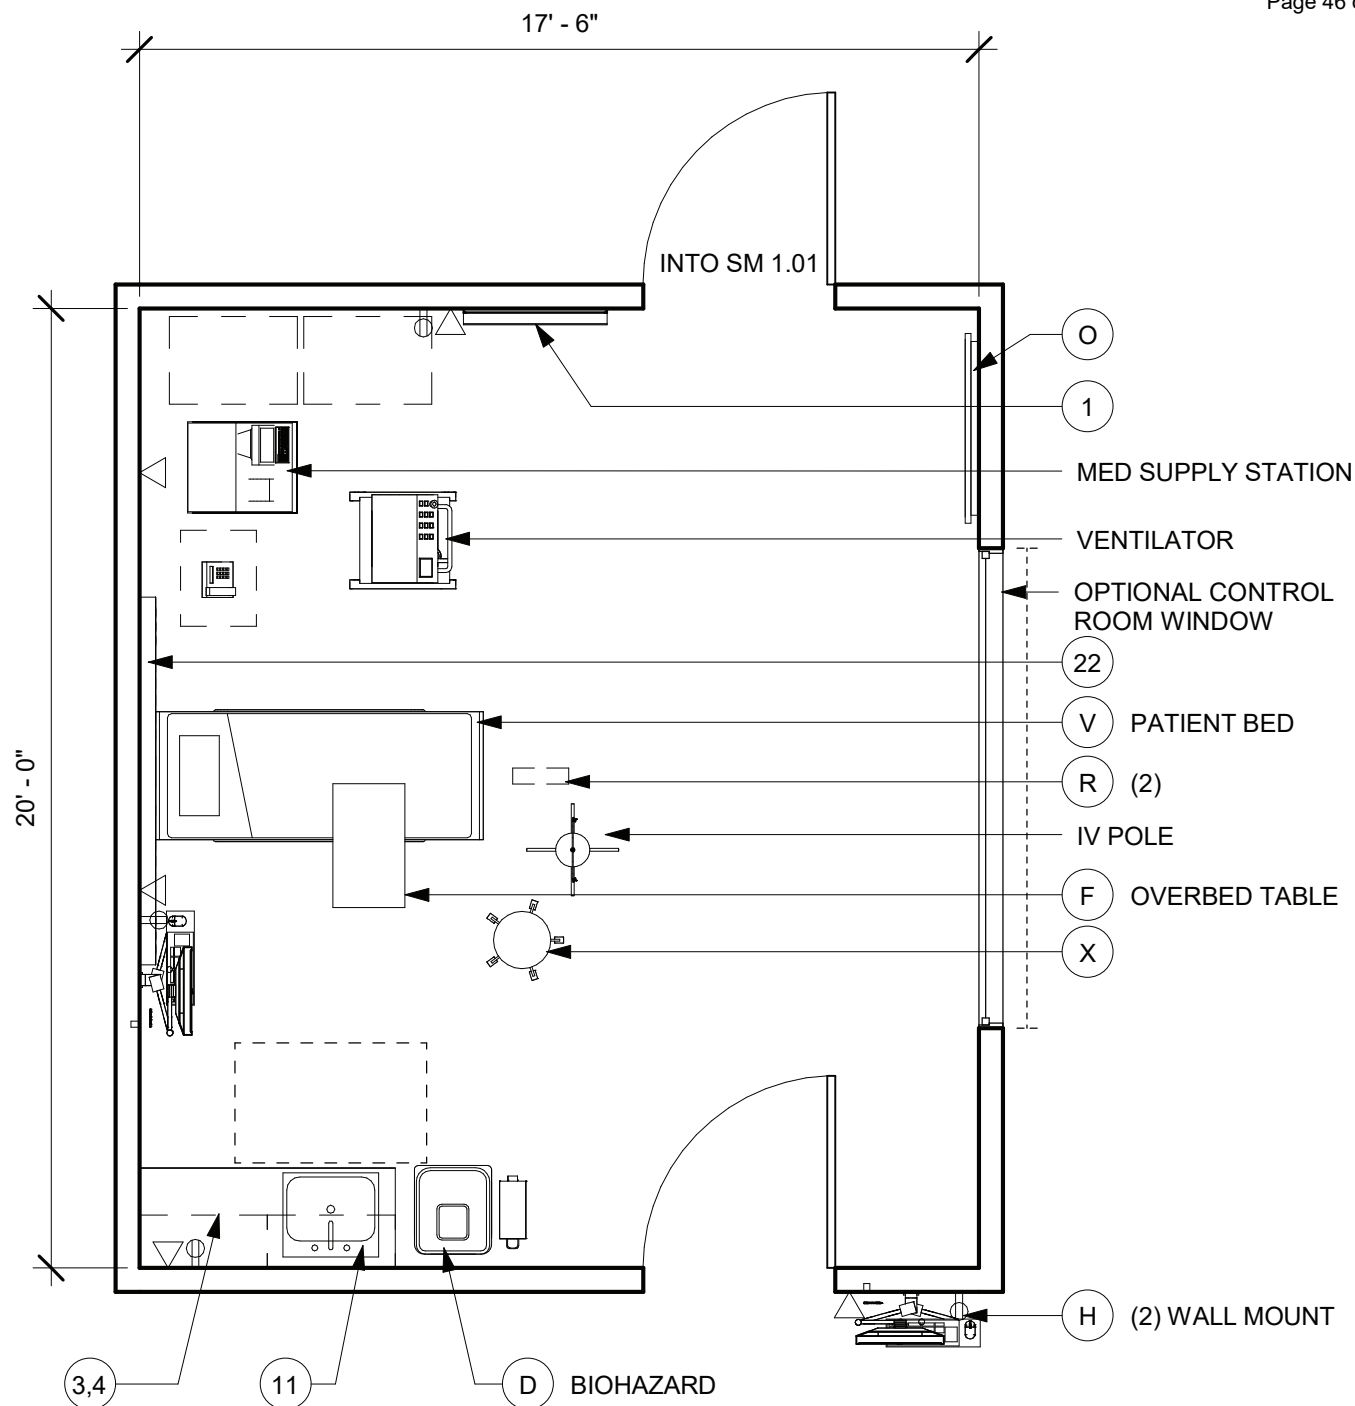 Page 46 o
17' - 6"
INTO SM 1.01
O
1
MED SUPPLY STATION
VENTILATOR
OPTIONAL CONTROL
ROOM WINDOW
22
V PATIENT BED
20' - 0"
R (2)
IV POLE
F OVERBED TABLE
X
H (2) WALL MOUNT
3,4 11 D BIOHAZARD